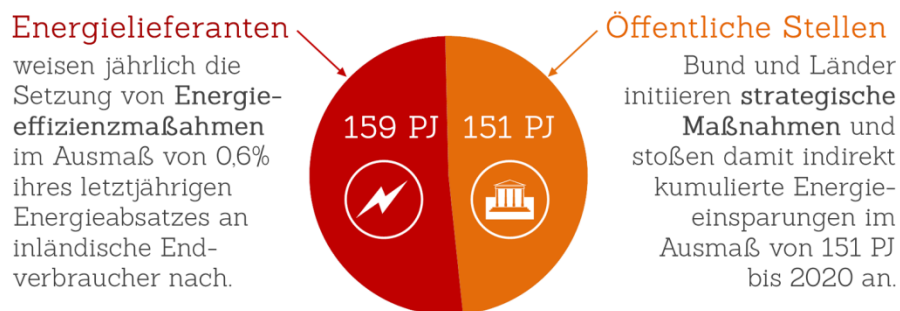 Energielieferanten
weisen jährlich die
Setzung von Energie-
effizienzmaßahmen
im Ausmaß von 0,6%
ihres letztjährigen
Energieabsatzes an
inländische End-
verbraucher nach.
159 PJ
151 PJ
Öffentliche Stellen
Bund und Länder
initiieren strategische
Maßnahmen und
stoßen damit indirekt
kumulierte Energie-
einsparungen im
Ausmaß von 151 PJ
bis 2020 an.